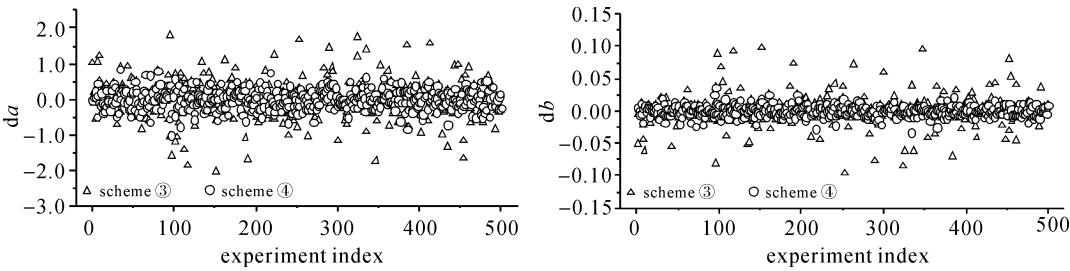 2.0
1.0
0.0
−1.0
−2.0
−3.0
da
△ scheme ③ ○ scheme ④
0 100 200 300 400 500
experiment index
0.15
0.10
0.05
0.00
−0.05
−0.10
−0.15
db
△ scheme ③ ○ scheme ④
0 100 200 300 400 500
experiment index